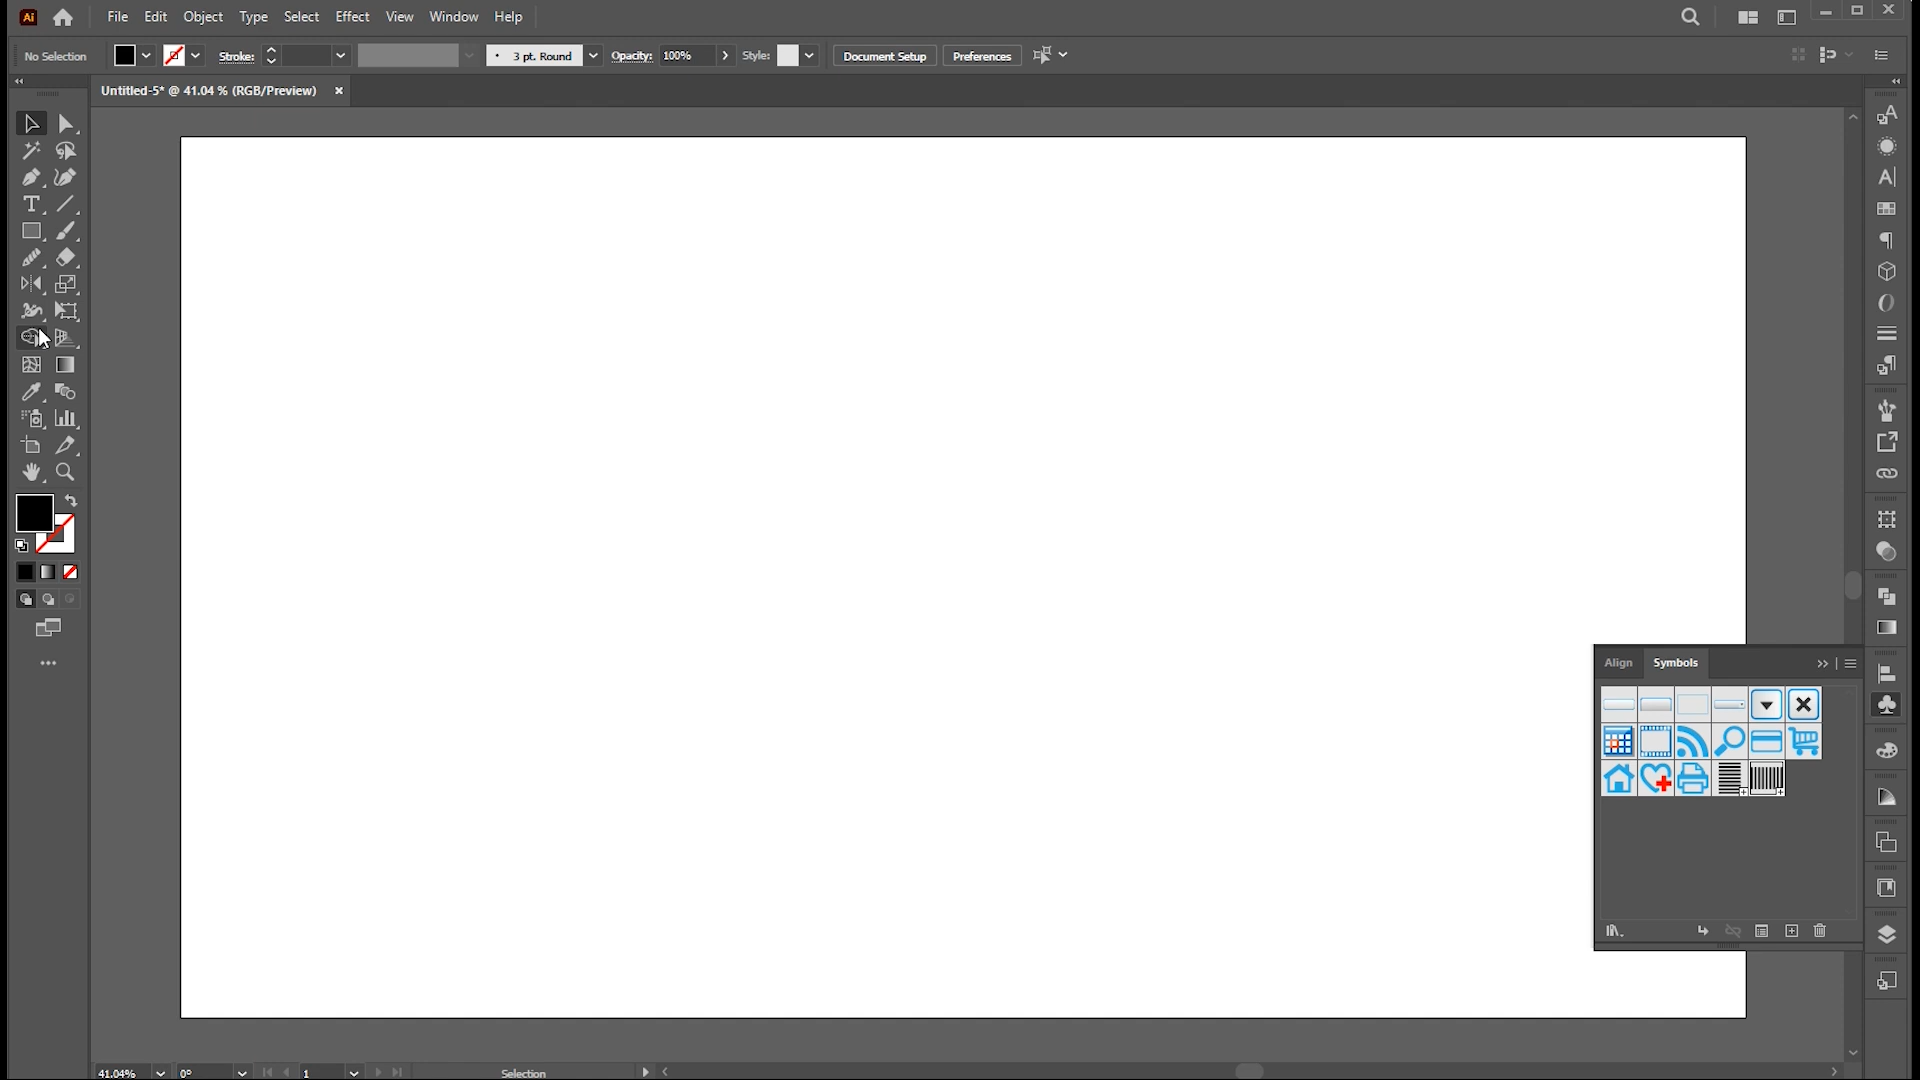 Ai File Edit Object Type Select Effect View Window Help
No Selection Stroke: 3 pt. Round Opacity: 100% Style: Document Setup Preferences
Untitled-5* @ 41.04 % (RGB/Preview)
Align Symbols
41.04% 0° 1 Selection